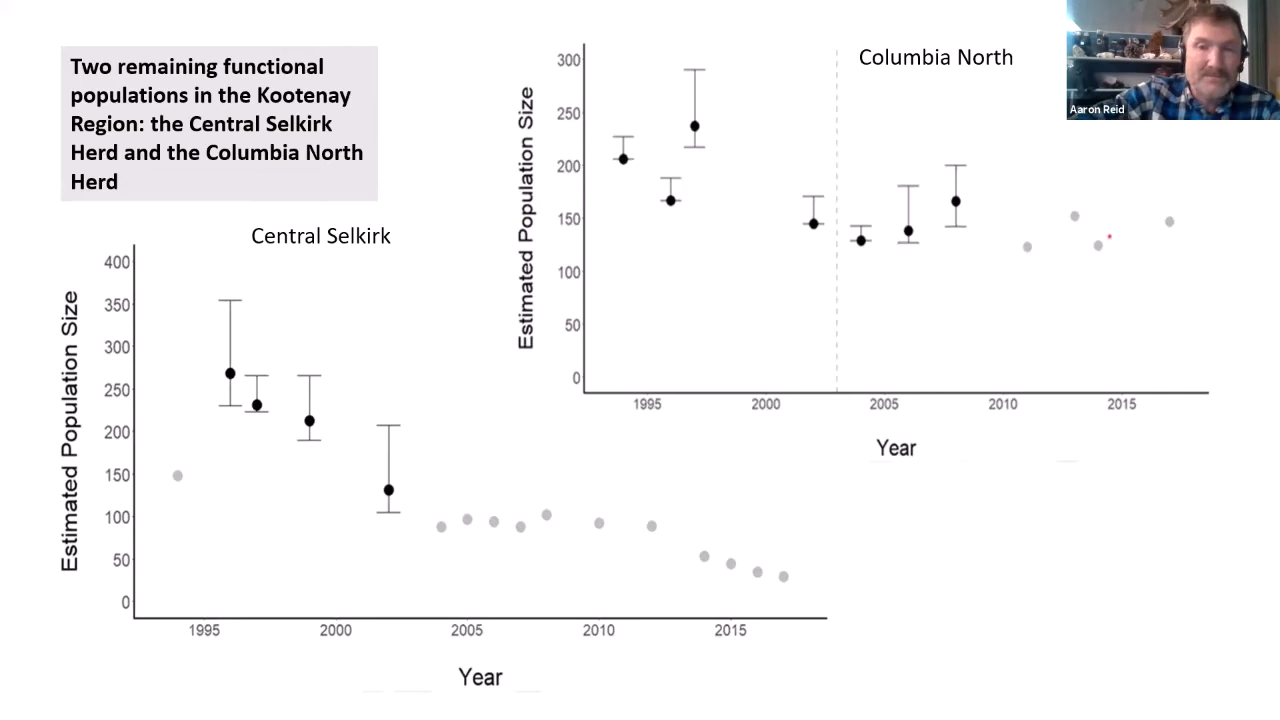 Two remaining functional
populations in the Kootenay
Region: the Central Selkirk
Herd and the Columbia North
Herd
Columbia North
Aaron Reid
Estimated Population Size
300
250
200
150
100
50
0
1995
2000
2005
2010
2015
Year
Central Selkirk
Estimated Population Size
400
350
300
250
200
150
100
50
0
1995
2000
2005
2010
2015
Year